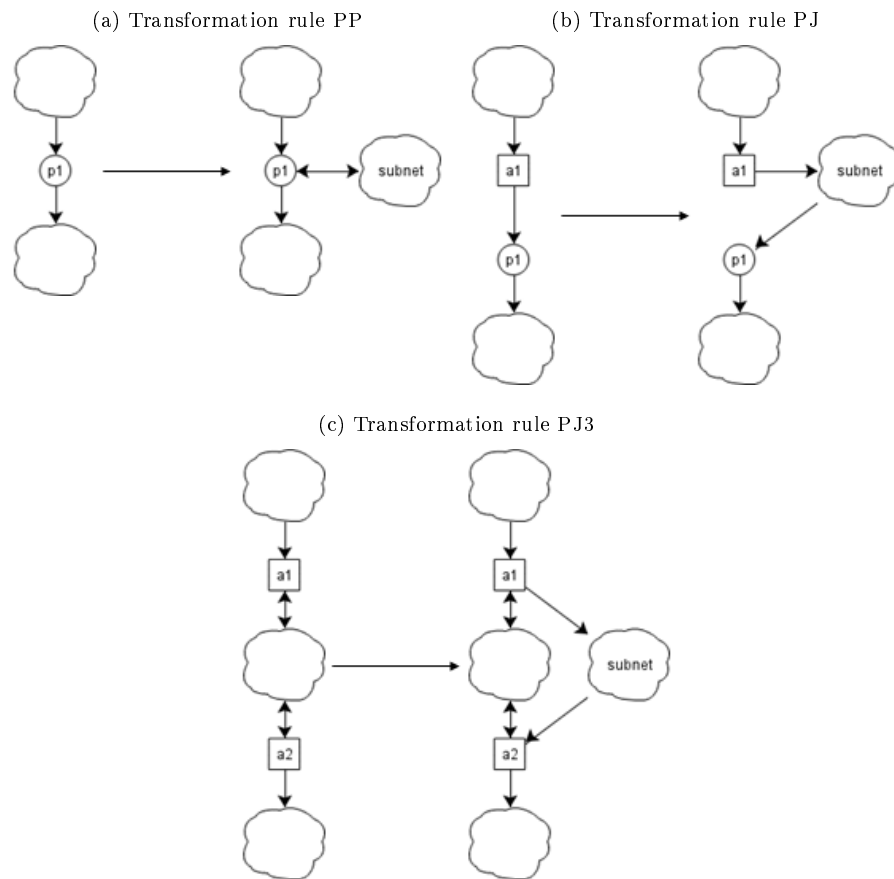 (a) Transformation rule PP
(b) Transformation rule PJ
p1
p1
subnet
a1
a1
subnet
p1
p1
(c) Transformation rule PJ3
a1
a1
subnet
a2
a2